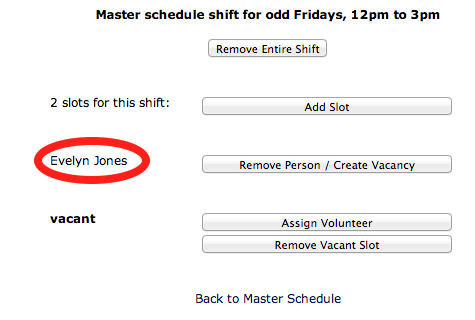 Master schedule shift for odd Fridays, 12pm to 3pm
Remove Entire Shift
2 slots for this shift:
Add Slot
Evelyn Jones
Remove Person / Create Vacancy
vacant
Assign Volunteer
Remove Vacant Slot
Back to Master Schedule